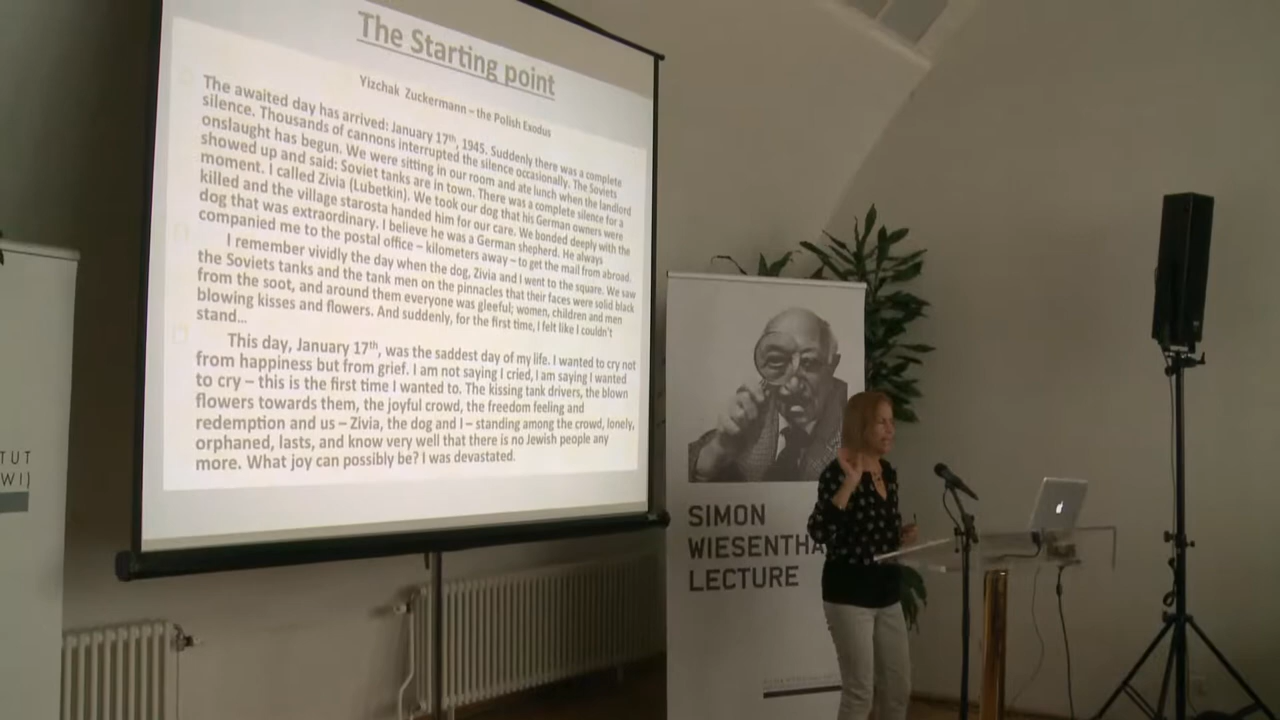 The Starting point
Yizchak Zuckermann – the Polish Exodus
The awaited day has arrived: January 17th, 1945. Suddenly there was a complete
silence. Thousands of cannons interrupted the silence occasionally. The Soviets
onslaught has begun. We were sitting in our room and ate lunch when the landlord
showed up and said: Soviet tanks are in town. There was a complete silence for a
moment. I called Zivia (Lubetkin). We took our dog that his German owners were
killed and the village starosta handed him for our care. We bonded deeply with the
dog that was extraordinary. I believe he was a German shepherd. He always
companied me to the postal office – kilometers away – to get the mail from abroad.
I remember vividly the day when the dog, Zivia and I went to the square. We saw
the Soviets tanks and the tank men on the pinnacles that their faces were solid black
from the soot, and around them everyone was gleeful; women, children and men
blowing kisses and flowers. And suddenly, for the first time, I felt like I couldn't
stand...
This day, January 17th, was the saddest day of my life. I wanted to cry not
from happiness but from grief. I am not saying I cried, I am saying I wanted
to cry – this is the first time I wanted to. The kissing tank drivers, the blown
flowers towards them, the joyful crowd, the freedom feeling and
redemption and us – Zivia, the dog and I – standing among the crowd, lonely,
orphaned, lasts, and know very well that there is no Jewish people any
more. What joy can possibly be? I was devastated.
TUT
WI)
SIMON
WIESENTHA
LECTURE